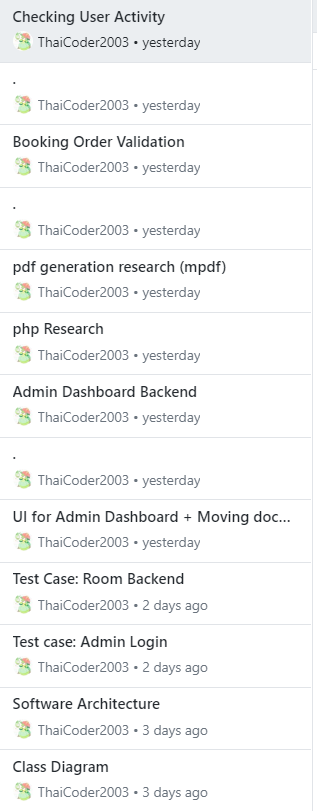 Checking User Activity
ThaiCoder2003 • yesterday
.
ThaiCoder2003 • yesterday
Booking Order Validation
ThaiCoder2003 • yesterday
.
ThaiCoder2003 • yesterday
pdf generation research (mpdf)
ThaiCoder2003 • yesterday
php Research
ThaiCoder2003 • yesterday
Admin Dashboard Backend
ThaiCoder2003 • yesterday
.
ThaiCoder2003 • yesterday
UI for Admin Dashboard + Moving doc...
ThaiCoder2003 • yesterday
Test Case: Room Backend
ThaiCoder2003 • 2 days ago
Test case: Admin Login
ThaiCoder2003 • 2 days ago
Software Architecture
ThaiCoder2003 • 3 days ago
Class Diagram
ThaiCoder2003 • 3 days ago